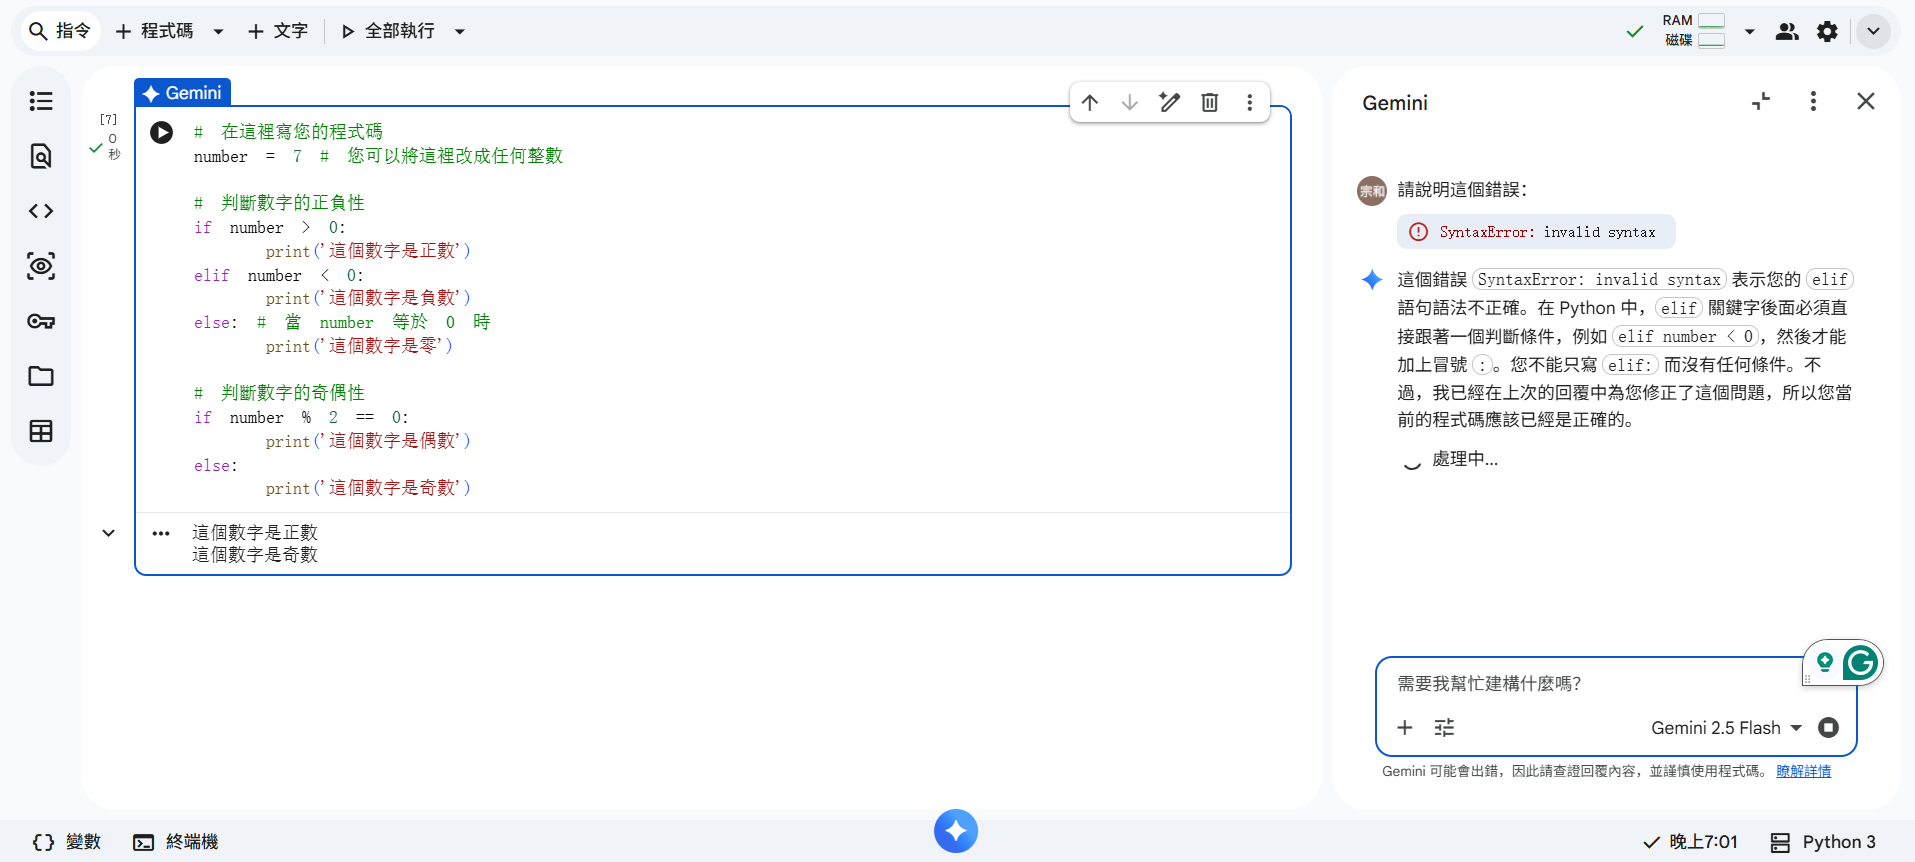 指令
程式碼
文字
全部執行
RAM
磁碟
Gemini
[7]
0
秒
# 在這裡寫您的程式碼
number = 7 # 您可以將這裡改成任何整數
# 判斷數字的正負性
if number > 0:
print('這個數字是正數')
elif number < 0:
print('這個數字是負數')
else: # 當 number 等於 0 時
print('這個數字是零')
# 判斷數字的奇偶性
if number % 2 == 0:
print('這個數字是偶數')
else:
print('這個數字是奇數')
這個數字是正數
這個數字是奇數
Gemini
宗和
請說明這個錯誤：
SyntaxError: invalid syntax
這個錯誤 SyntaxError: invalid syntax 表示您的 elif
語句語法不正確。在 Python 中，elif 關鍵字後面必須直
接跟著一個判斷條件，例如 elif number < 0，然後才能
加上冒號 :。您不能只寫 elif: 而沒有任何條件。不
過，我已經在上次的回覆中為您修正了這個問題，所以您當
前的程式碼應該已經是正確的。
處理中...
需要我幫忙建構什麼嗎？
Gemini 2.5 Flash
Gemini 可能會出錯，因此請查證回覆內容，並謹慎使用程式碼。 瞭解詳情
變數
終端機
晚上7:01
Python 3